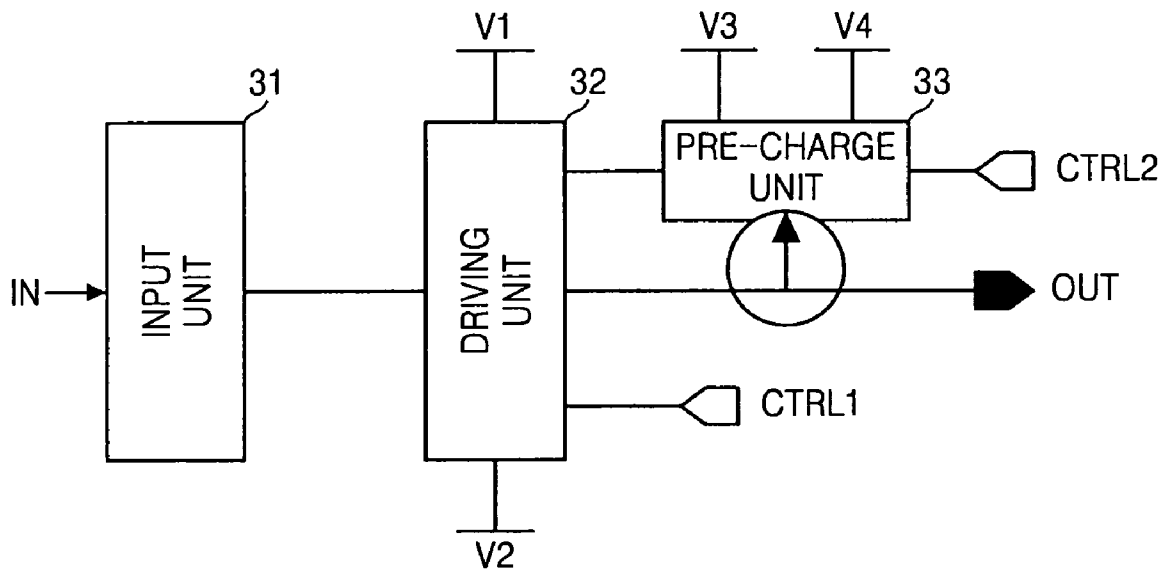 V1
V3
V4
31
32
33
PRE-CHARGE
UNIT
CTRL2
IN
INPUT
UNIT
DRIVING
UNIT
OUT
CTRL1
V2